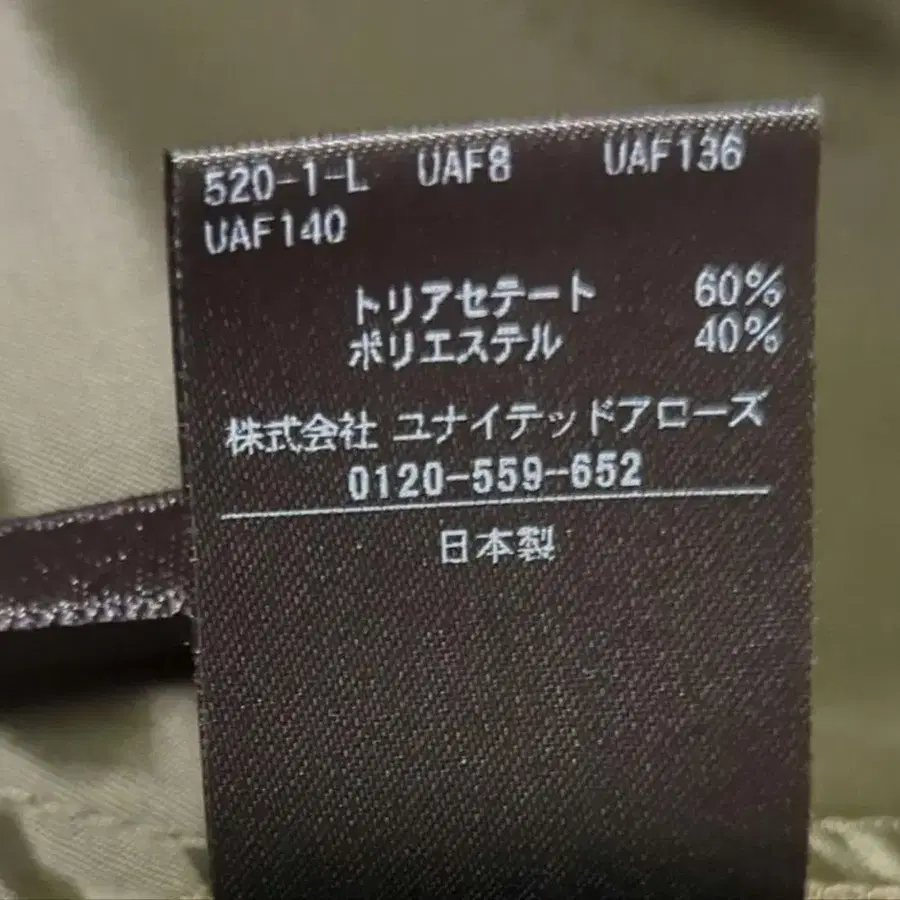 520-1-L UAF8 UAF136
UAF140
トリアセテート 60%
ポリエステル 40%
株式会社 ユナイテッドアローズ
0120-559-652
日本製